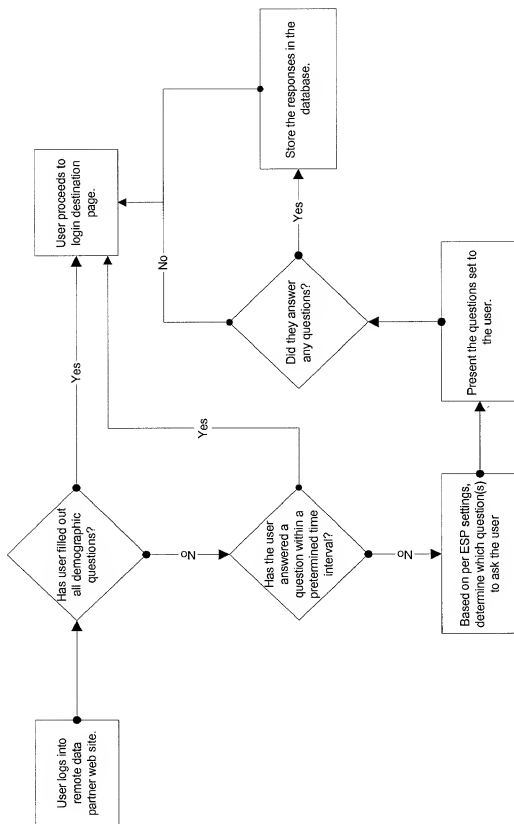 User logs into
remote data
partner web site.
Has user filled out
all demographic
questions?
Yes
User proceeds to
login destination
page.
No
Has the user
answered a
question within a
pretermined time
interval?
Yes
No
Based on per ESP settings,
determine which question(s)
to ask the user
Present the questions set to
the user.
Did they answer
any questions?
No
Yes
Store the responses in the
database.